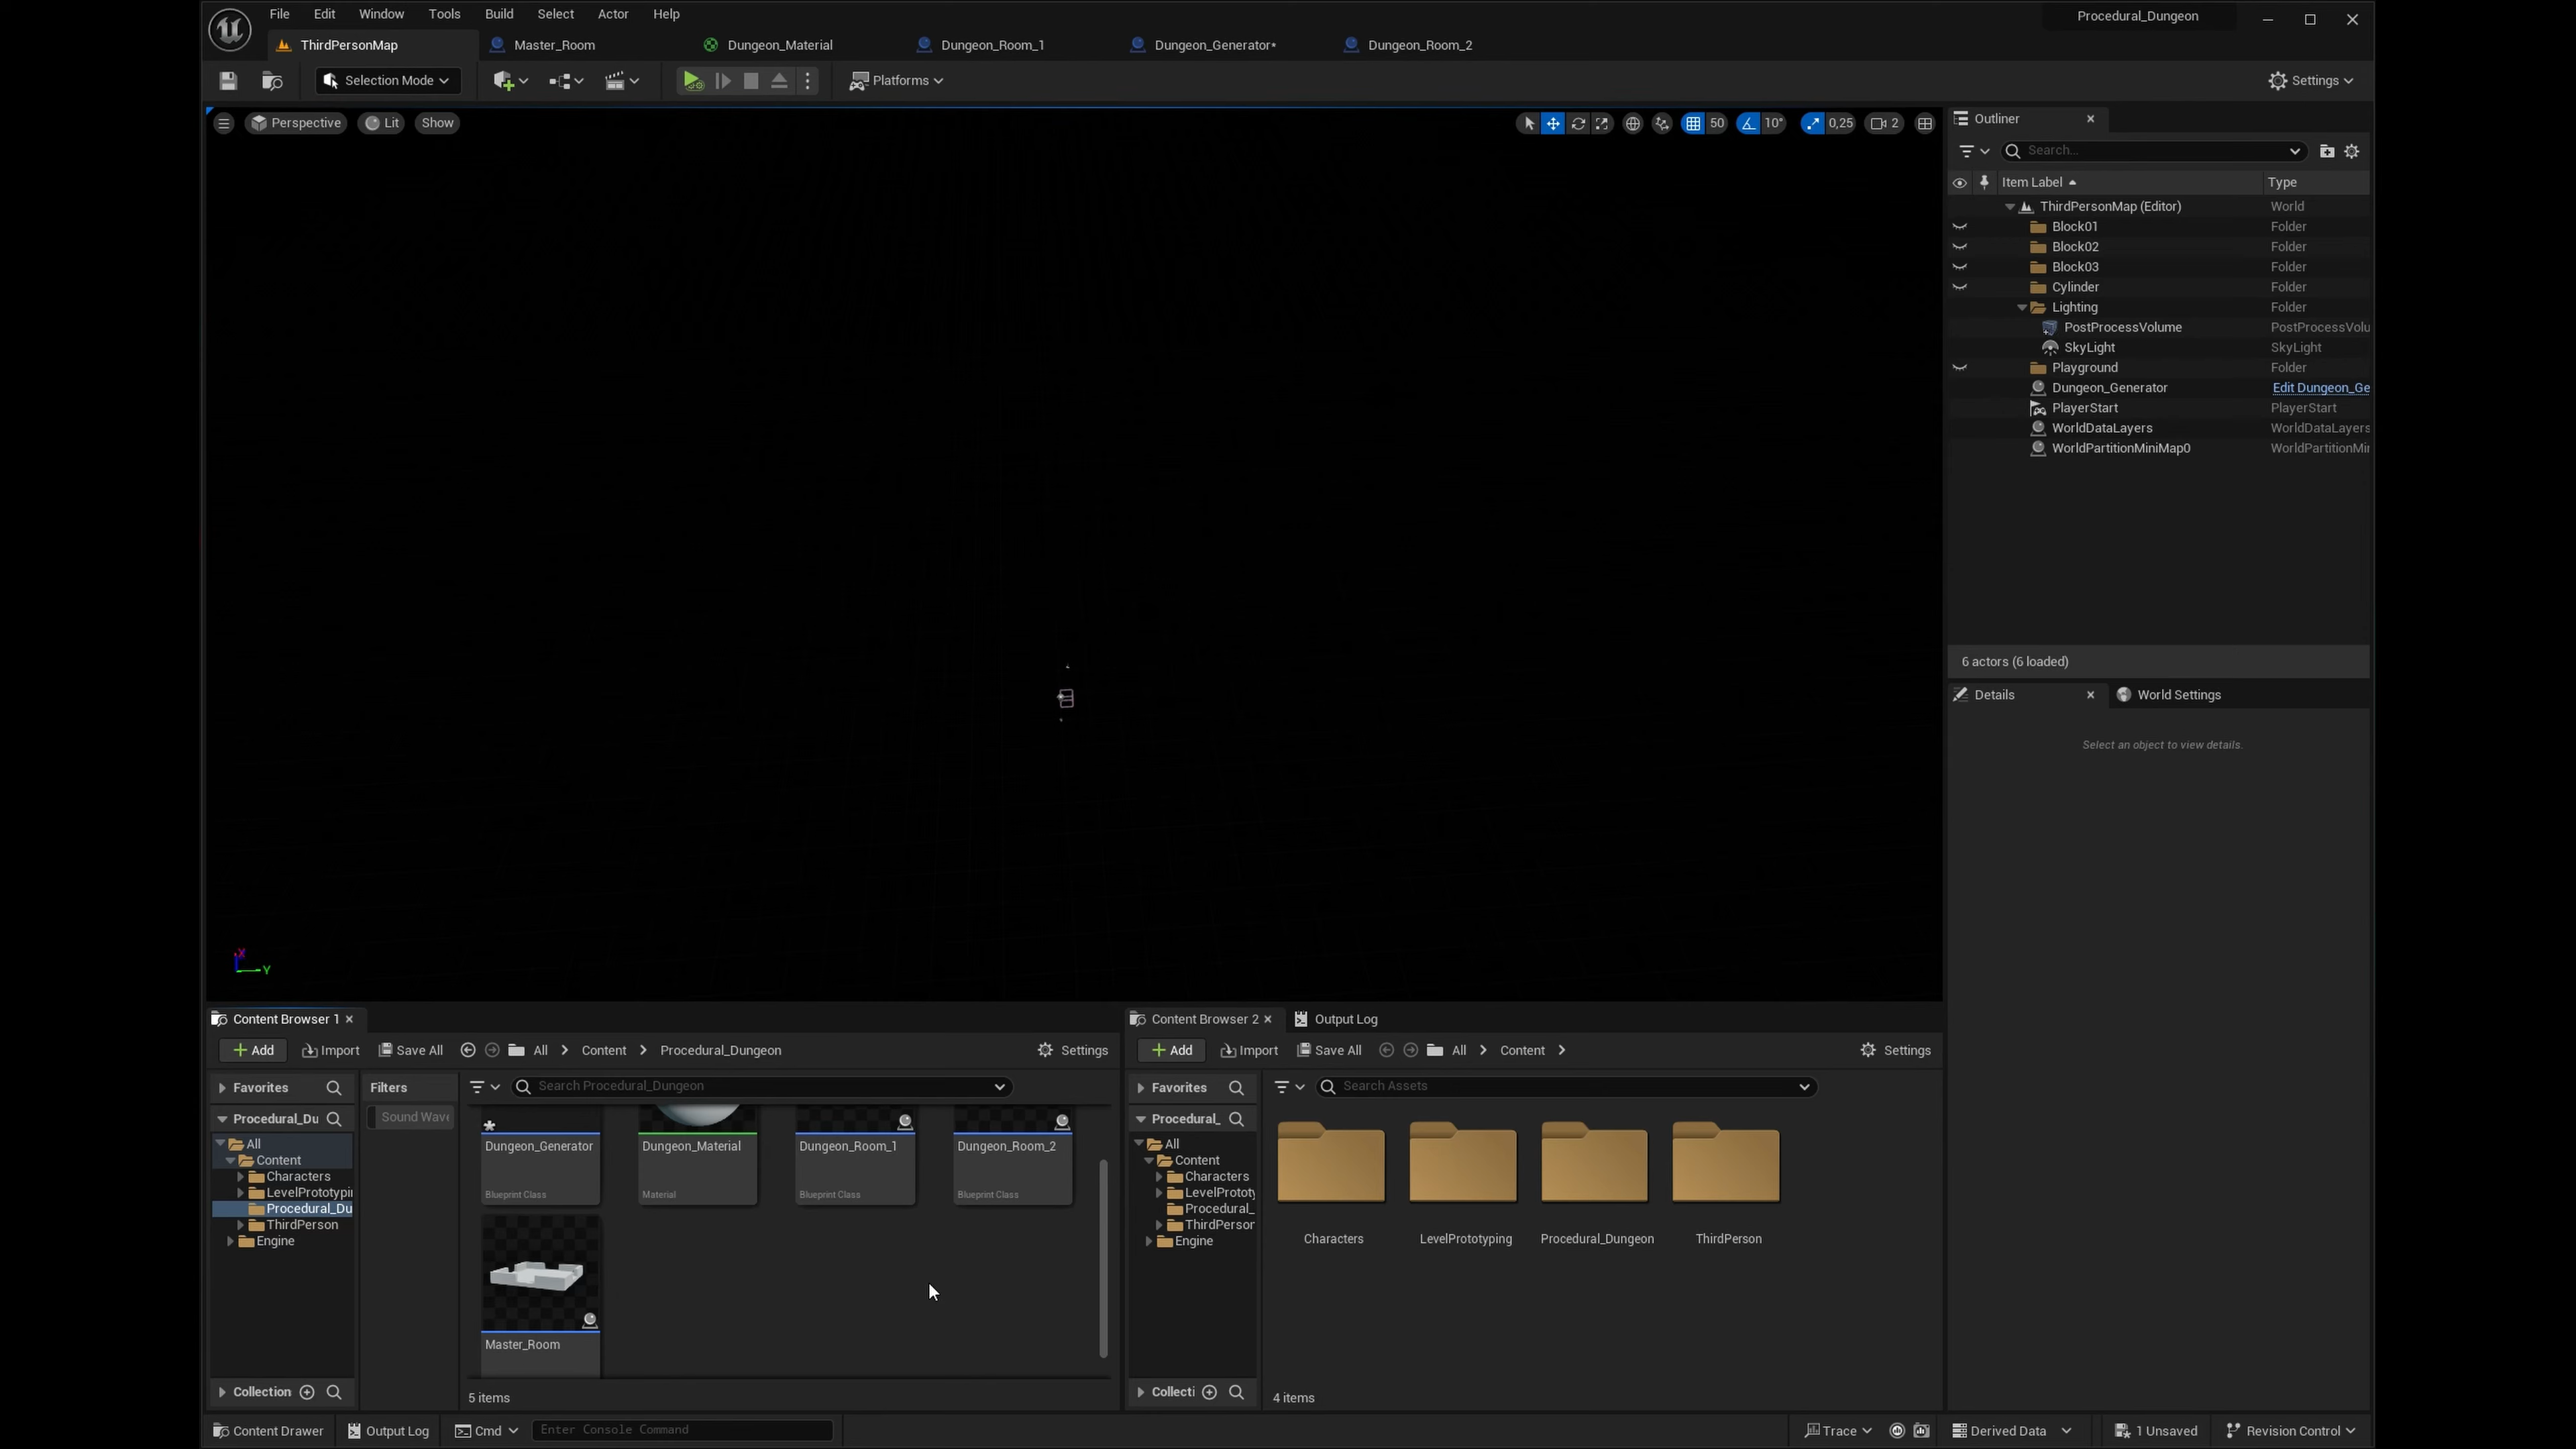 File Edit Window Tools Build Select Actor Help
Procedural_Dungeon
ThirdPersonMap Master_Room Dungeon_Material Dungeon_Room_1 Dungeon_Generator* Dungeon_Room_2
Selection Mode Platforms Settings
Perspective Lit Show 50 10° 0,25 2
Outliner
Search...
Item Label Type
ThirdPersonMap (Editor) World
Block01 Folder
Block02 Folder
Block03 Folder
Cylinder Folder
Lighting Folder
PostProcessVolume PostProcessVolu
SkyLight SkyLight
Playground Folder
Dungeon_Generator Edit Dungeon_Ge
PlayerStart PlayerStart
WorldDataLayers WorldDataLayers
WorldPartitionMiniMap0 WorldPartitionMin
6 actors (6 loaded)
Details World Settings
Select an object to view details.
X
Y
Content Browser 1
Add Import Save All All Content Procedural_Dungeon Settings
Favorites Filters Search Procedural_Dungeon
Procedural_Du Sound Wave
All
Content
Characters
LevelPrototypin
Procedural_Du
ThirdPerson
Engine
Collection
Dungeon_Generator Dungeon_Material Dungeon_Room_1 Dungeon_Room_2
Blueprint Class Material Blueprint Class Blueprint Class
Master_Room
5 items
Content Browser 2 Output Log
Add Import Save All All Content Settings
Favorites Search Assets
Procedural_
All
Content
Characters
LevelPrototy
Procedural_
ThirdPerson
Engine
Collecti
Characters LevelPrototyping Procedural_Dungeon ThirdPerson
4 items
Content Drawer Output Log Cmd Enter Console Command Trace Derived Data 1 Unsaved Revision Control